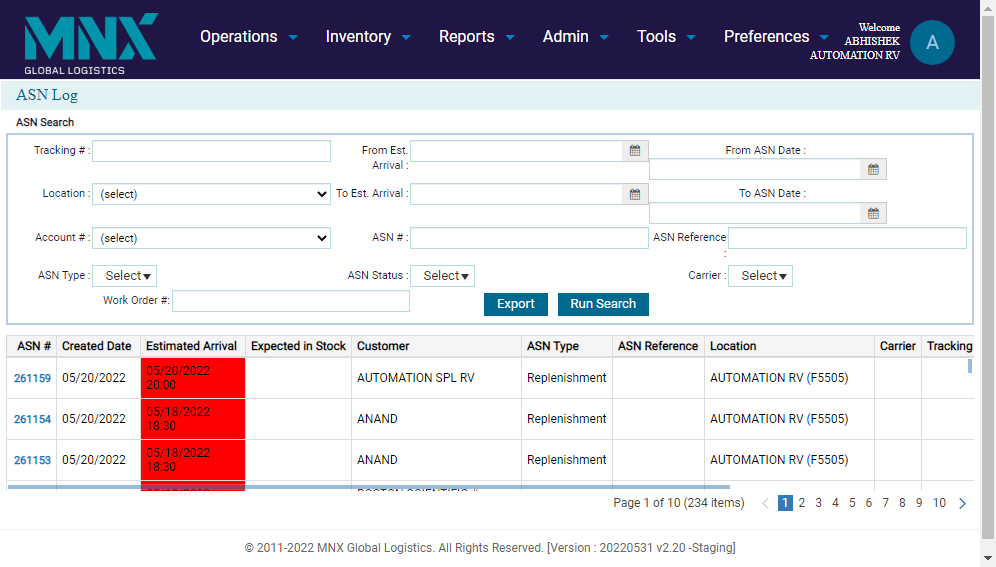 MNX
GLOBAL LOGISTICS
Operations Inventory Reports Admin Tools Preferences
Welcome
ABHISHEK
AUTOMATION RV
A
ASN Log
ASN Search
Tracking # :
From Est.
Arrival :
From ASN Date :
Location : (select)
To Est. Arrival :
To ASN Date :
Account # : (select)
ASN # :
ASN Reference
:
ASN Type : Select
ASN Status : Select
Carrier : Select
Work Order #:
Export Run Search
ASN # Created Date Estimated Arrival Expected in Stock Customer ASN Type ASN Reference Location Carrier Tracking
261159 05/20/2022 05/20/2022 20:00 AUTOMATION SPL RV Replenishment AUTOMATION RV (F5505)
261154 05/20/2022 05/18/2022 18:30 ANAND Replenishment AUTOMATION RV (F5505)
261153 05/20/2022 05/18/2022 18:30 ANAND Replenishment AUTOMATION RV (F5505)
Page 1 of 10 (234 items) 1 2 3 4 5 6 7 8 9 10
© 2011-2022 MNX Global Logistics. All Rights Reserved. [Version : 20220531 v2.20 -Staging]